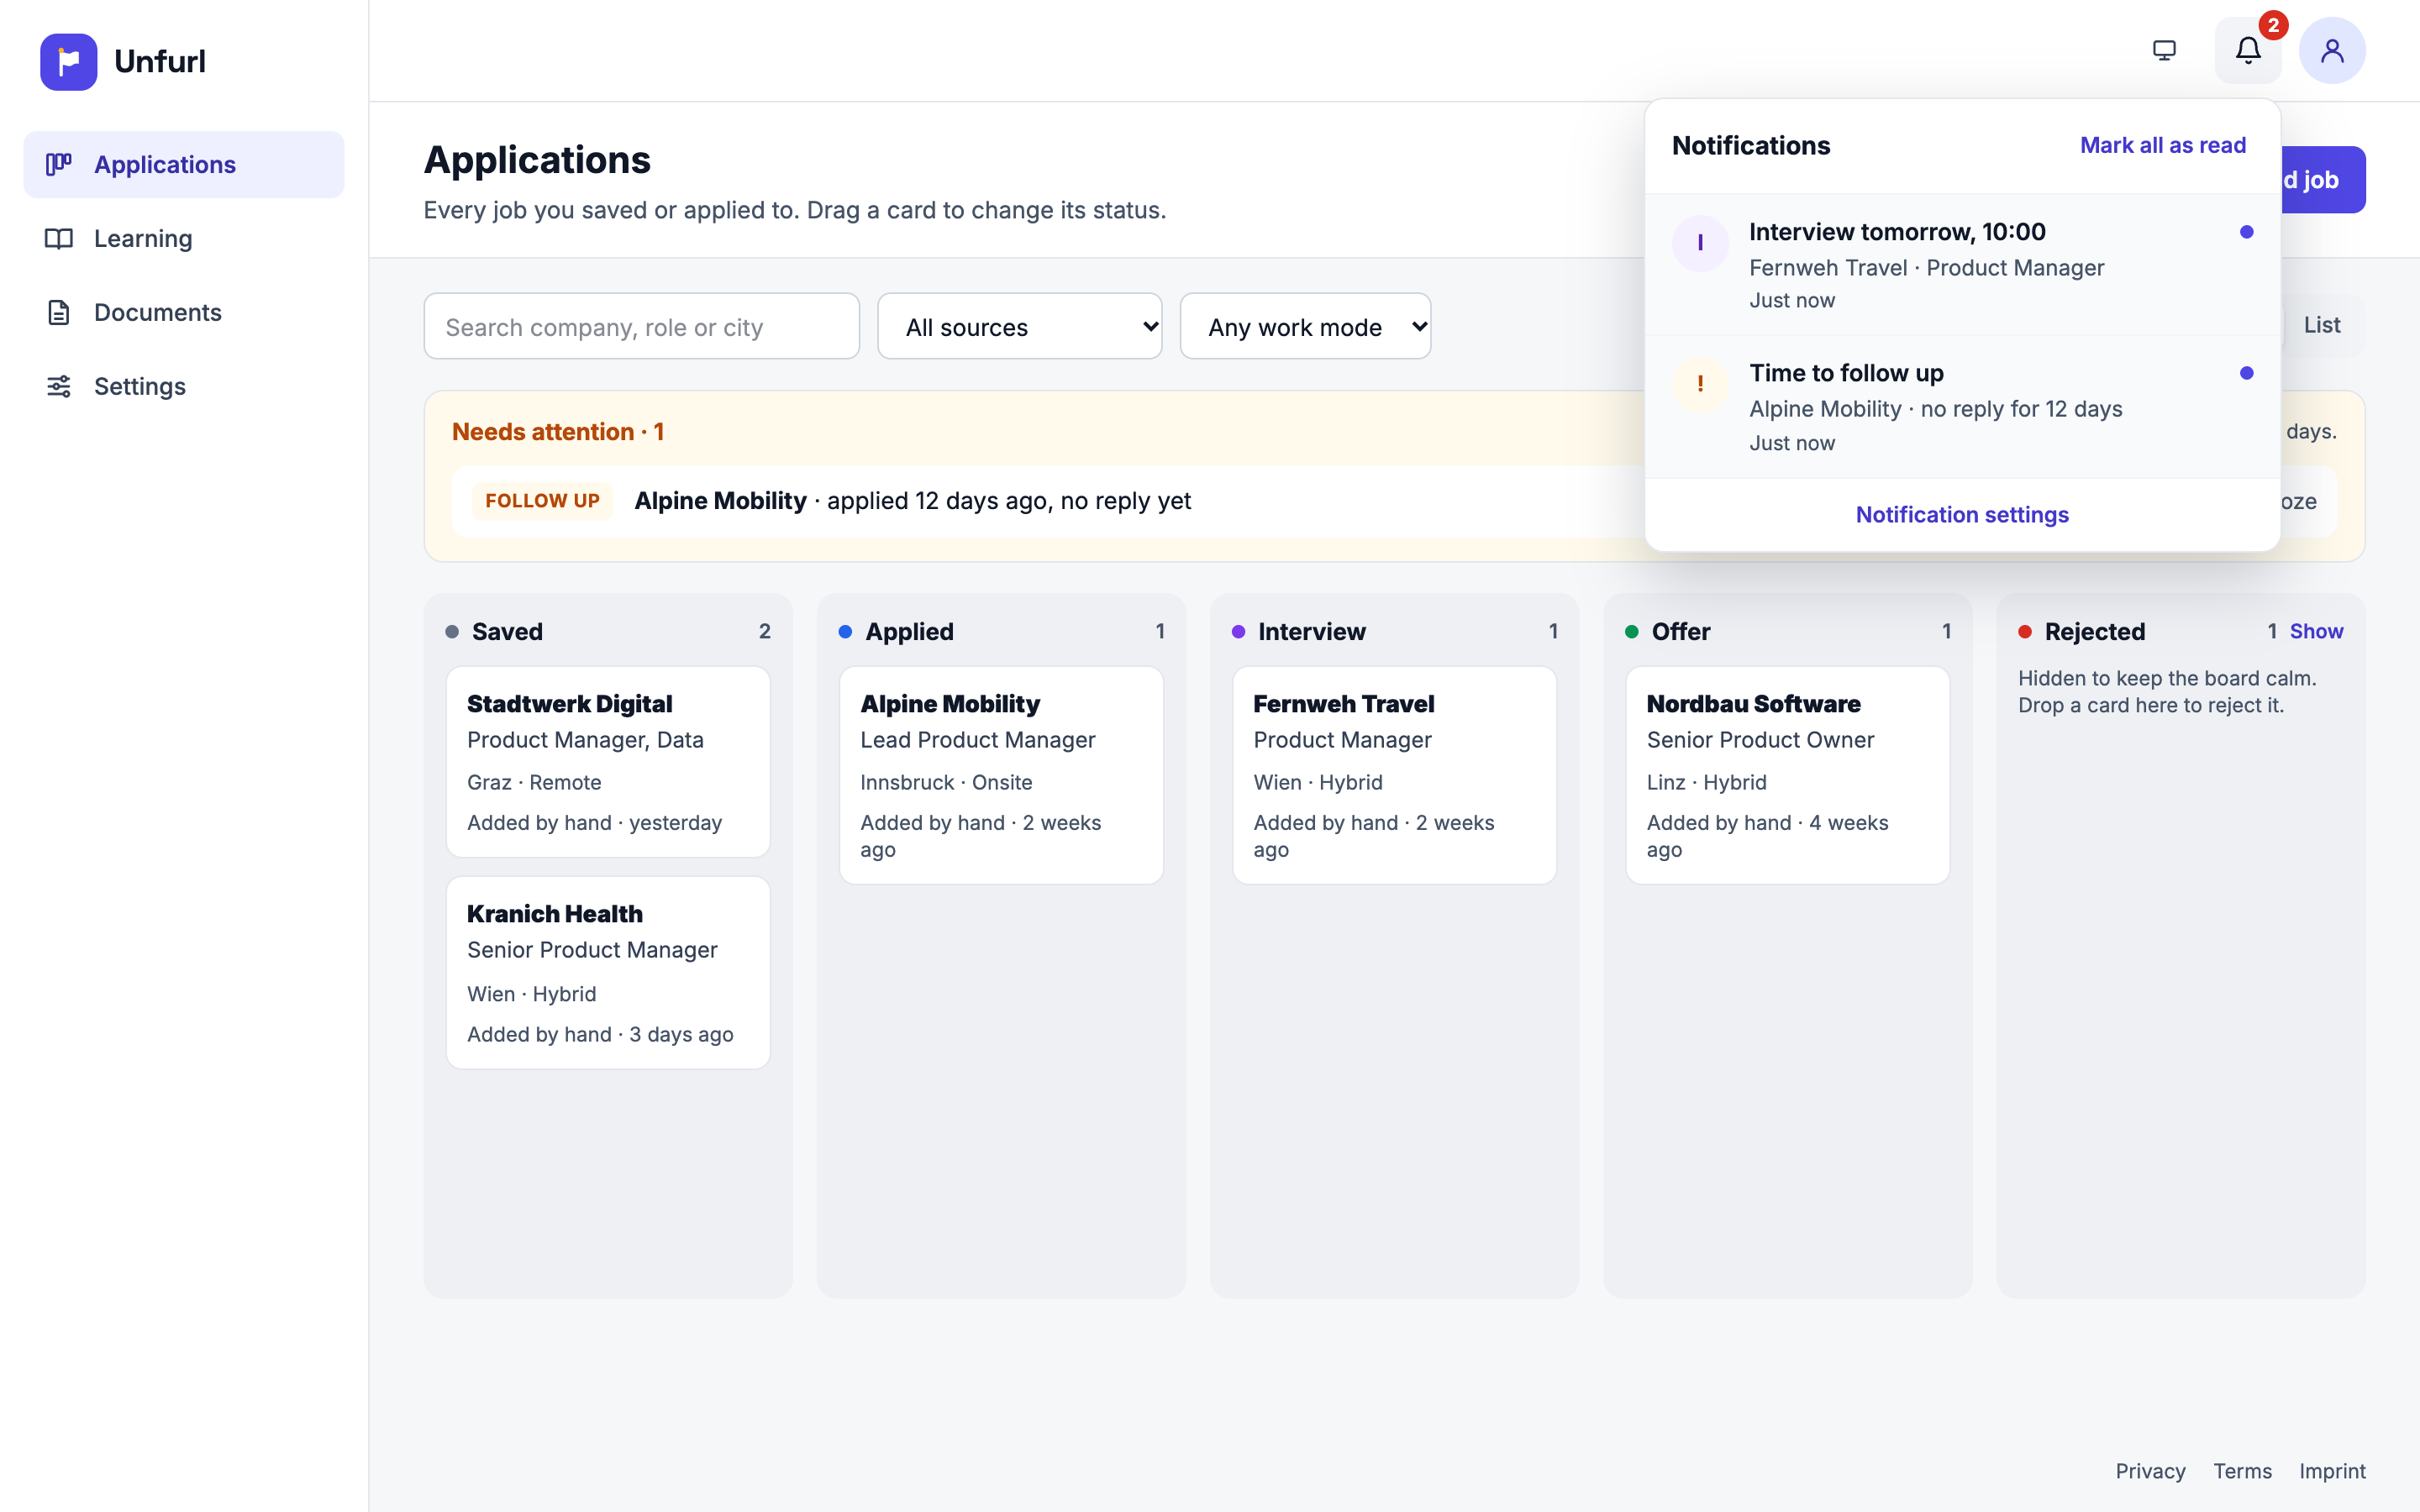 Unfurl
2
Applications
Learning
Documents
Settings
Applications
Every job you saved or applied to. Drag a card to change its status.
d job
Notifications
Mark all as read
I
Interview tomorrow, 10:00
Fernweh Travel · Product Manager
Just now
!
Time to follow up
Alpine Mobility · no reply for 12 days
Just now
Notification settings
Search company, role or city
All sources
Any work mode
List
Needs attention · 1
days.
FOLLOW UP
Alpine Mobility · applied 12 days ago, no reply yet
oze
Saved 2
Stadtwerk Digital
Product Manager, Data
Graz · Remote
Added by hand · yesterday
Kranich Health
Senior Product Manager
Wien · Hybrid
Added by hand · 3 days ago
Applied 1
Alpine Mobility
Lead Product Manager
Innsbruck · Onsite
Added by hand · 2 weeks
ago
Interview 1
Fernweh Travel
Product Manager
Wien · Hybrid
Added by hand · 2 weeks
ago
Offer 1
Nordbau Software
Senior Product Owner
Linz · Hybrid
Added by hand · 4 weeks
ago
Rejected 1 Show
Hidden to keep the board calm.
Drop a card here to reject it.
Privacy Terms Imprint